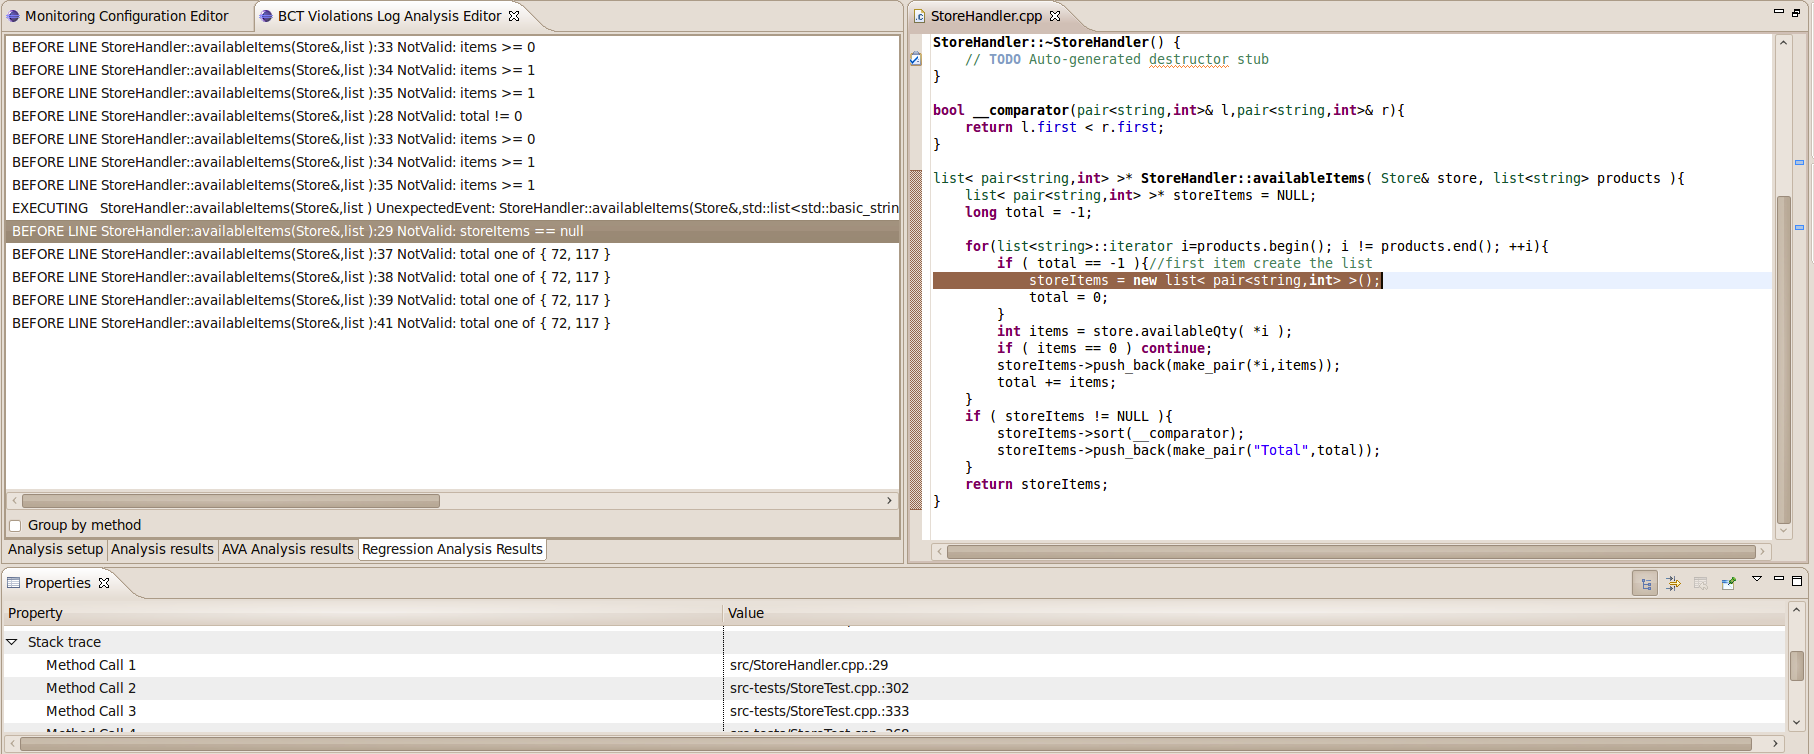 Monitoring Configuration Editor
BCT Violations Log Analysis Editor
BEFORE LINE StoreHandler::availableItems(Store&,list ):33 NotValid: items >= 0
BEFORE LINE StoreHandler::availableItems(Store&,list ):34 NotValid: items >= 1
BEFORE LINE StoreHandler::availableItems(Store&,list ):35 NotValid: items >= 1
BEFORE LINE StoreHandler::availableItems(Store&,list ):28 NotValid: total != 0
BEFORE LINE StoreHandler::availableItems(Store&,list ):33 NotValid: items >= 0
BEFORE LINE StoreHandler::availableItems(Store&,list ):34 NotValid: items >= 1
BEFORE LINE StoreHandler::availableItems(Store&,list ):35 NotValid: items >= 1
EXECUTING StoreHandler::availableItems(Store&,list ) UnexpectedEvent: StoreHandler::availableItems(Store&,std::list<std::basic_strin
BEFORE LINE StoreHandler::availableItems(Store&,list ):29 NotValid: storeItems == null
BEFORE LINE StoreHandler::availableItems(Store&,list ):37 NotValid: total one of { 72, 117 }
BEFORE LINE StoreHandler::availableItems(Store&,list ):38 NotValid: total one of { 72, 117 }
BEFORE LINE StoreHandler::availableItems(Store&,list ):39 NotValid: total one of { 72, 117 }
BEFORE LINE StoreHandler::availableItems(Store&,list ):41 NotValid: total one of { 72, 117 }
Group by method
Analysis setup
Analysis results
AVA Analysis results
Regression Analysis Results
StoreHandler.cpp
StoreHandler::~StoreHandler() {
// TODO Auto-generated destructor stub
}
bool __comparator(pair<string,int>& l,pair<string,int>& r){
return l.first < r.first;
}
list< pair<string,int> >* StoreHandler::availableItems( Store& store, list<string> products ){
list< pair<string,int> >* storeItems = NULL;
long total = -1;
for(list<string>::iterator i=products.begin(); i != products.end(); ++i){
if ( total == -1 ){//first item create the list
storeItems = new list< pair<string,int> >();
total = 0;
}
int items = store.availableQty( *i );
if ( items == 0 ) continue;
storeItems->push_back(make_pair(*i,items));
total += items;
}
if ( storeItems != NULL ){
storeItems->sort(__comparator);
storeItems->push_back(make_pair("Total",total));
}
return storeItems;
}
Properties
Property Value
Stack trace
Method Call 1 src/StoreHandler.cpp.:29
Method Call 2 src-tests/StoreTest.cpp.:302
Method Call 3 src-tests/StoreTest.cpp.:333